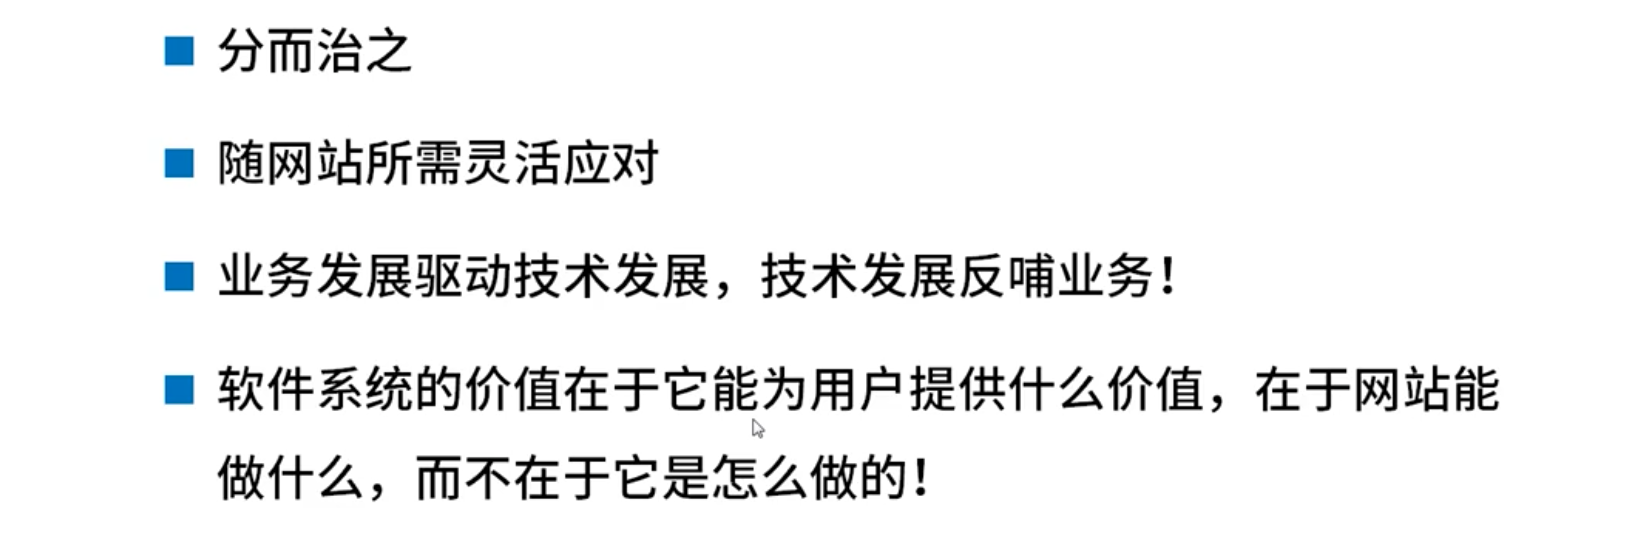 分而治之
随网站所需灵活应对
业务发展驱动技术发展，技术发展反哺业务！
软件系统的价值在于它能为用户提供什么价值，在于网站能
做什么，而不在于它是怎么做的！